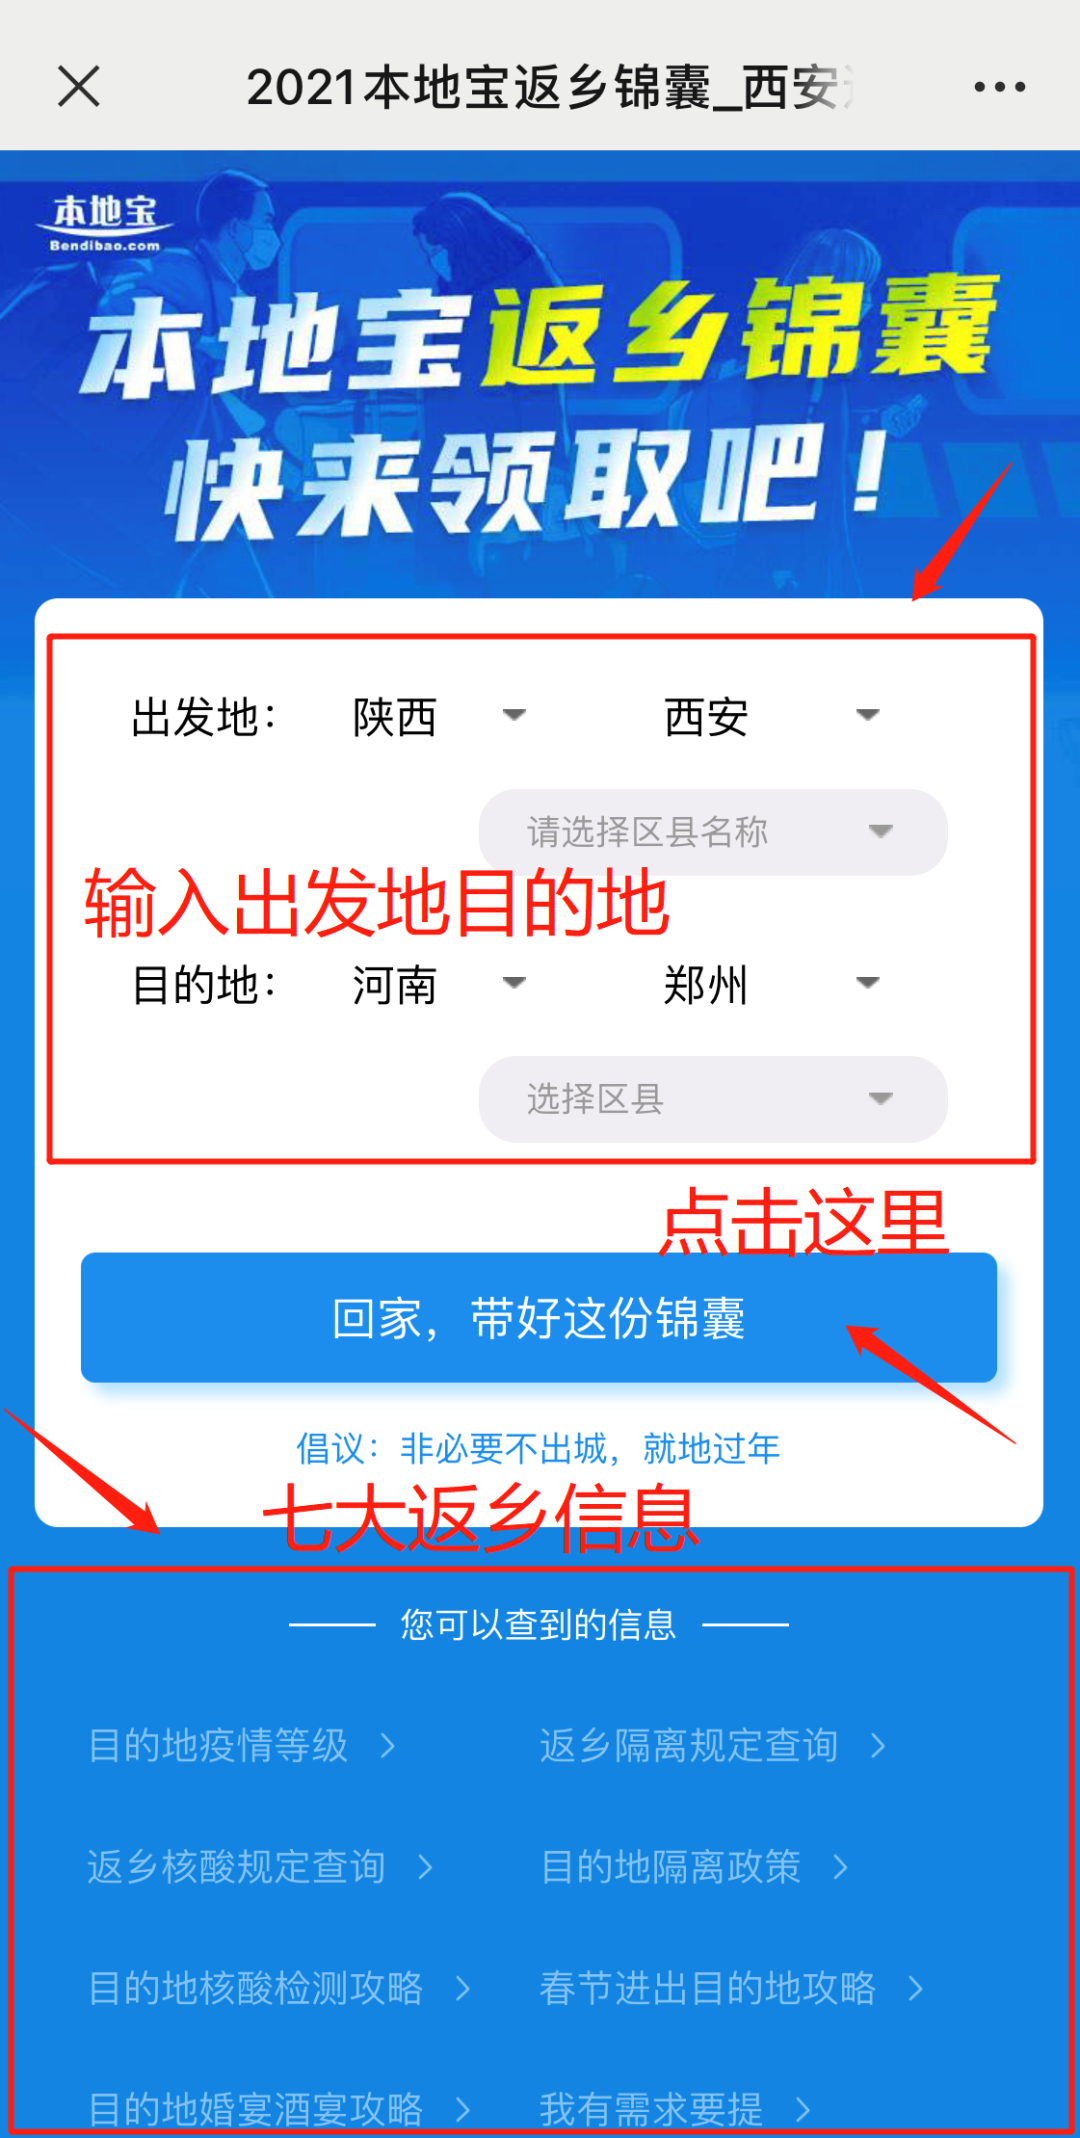 2021本地宝返乡锦囊_西安
本地宝
Bendibao.com
本地宝返乡锦囊
快来领取吧！
出发地： 陕西 西安
请选择区县名称
输入出发地目的地
目的地： 河南 郑州
选择区县
点击这里
回家，带好这份锦囊
倡议：非必要不出城，就地过年
七大返乡信息
您可以查到的信息
目的地疫情等级 返乡隔离规定查询
返乡核酸规定查询 目的地隔离政策
目的地核酸检测攻略 春节进出目的地攻略
目的地婚宴酒宴攻略 我有需求要提